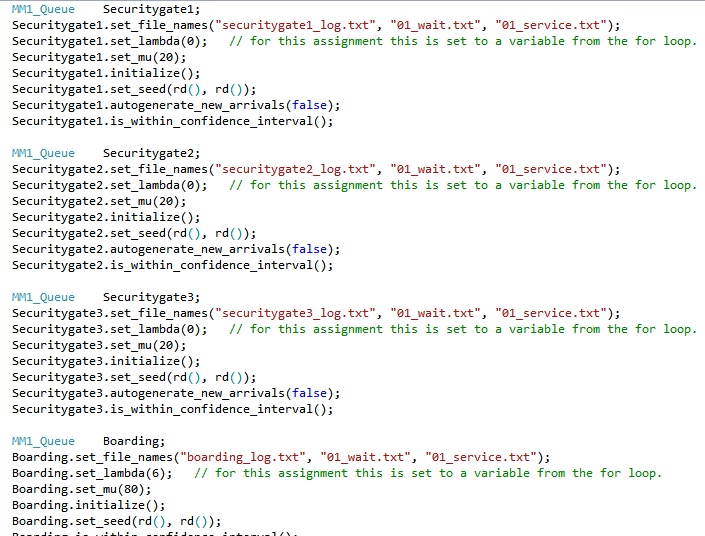 MM1_Queue    Securitygate1;
Securitygate1.set_file_names("securitygate1_log.txt", "01_wait.txt", "01_service.txt");
Securitygate1.set_lambda(0);   // for this assignment this is set to a variable from the for loop.
Securitygate1.set_mu(20);
Securitygate1.initialize();
Securitygate1.set_seed(rd(), rd());
Securitygate1.autogenerate_new_arrivals(false);
Securitygate1.is_within_confidence_interval();
MM1_Queue    Securitygate2;
Securitygate2.set_file_names("securitygate2_log.txt", "01_wait.txt", "01_service.txt");
Securitygate2.set_lambda(0);   // for this assignment this is set to a variable from the for loop.
Securitygate2.set_mu(20);
Securitygate2.initialize();
Securitygate2.set_seed(rd(), rd());
Securitygate2.autogenerate_new_arrivals(false);
Securitygate2.is_within_confidence_interval();
MM1_Queue    Securitygate3;
Securitygate3.set_file_names("securitygate3_log.txt", "01_wait.txt", "01_service.txt");
Securitygate3.set_lambda(0);   // for this assignment this is set to a variable from the for loop.
Securitygate3.set_mu(20);
Securitygate3.initialize();
Securitygate3.set_seed(rd(), rd());
Securitygate3.autogenerate_new_arrivals(false);
Securitygate3.is_within_confidence_interval();
MM1_Queue    Boarding;
Boarding.set_file_names("boarding_log.txt", "01_wait.txt", "01_service.txt");
Boarding.set_lambda(6);   // for this assignment this is set to a variable from the for loop.
Boarding.set_mu(80);
Boarding.initialize();
Boarding.set_seed(rd(), rd());
Boarding.is_within_confidence_interval();